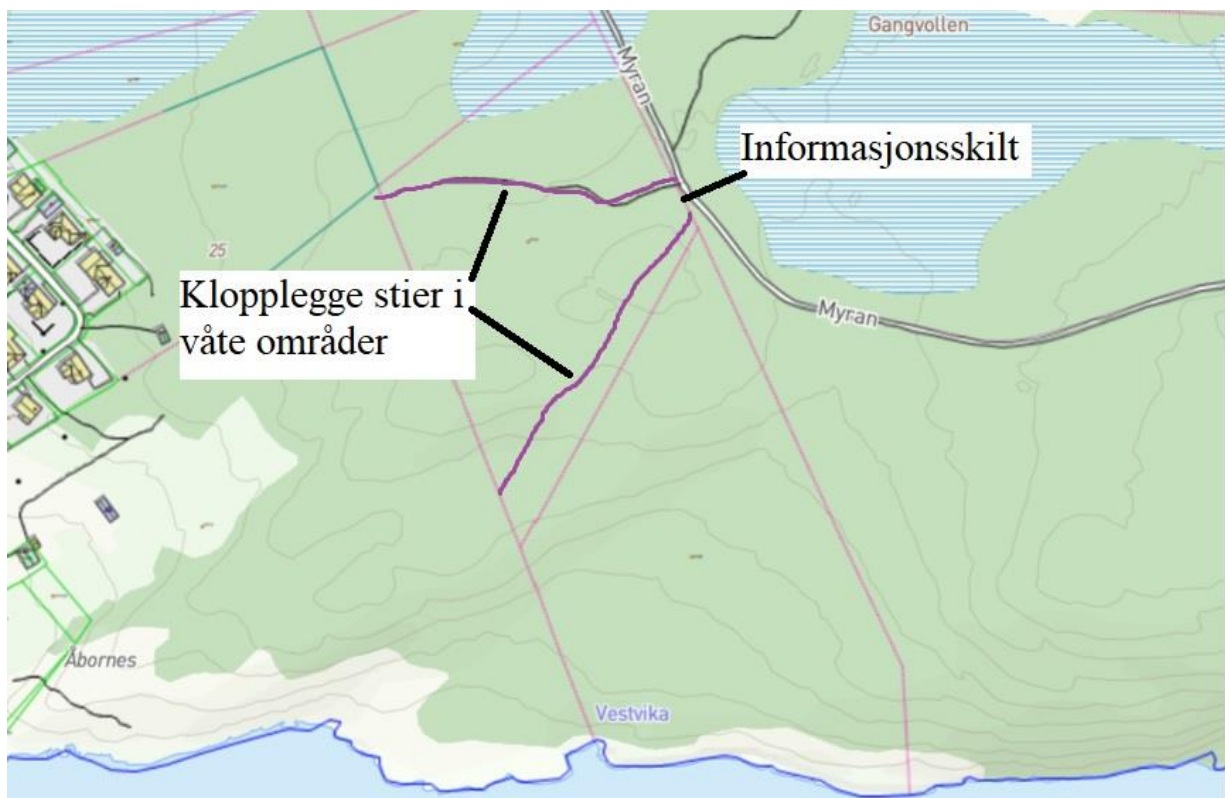 Gangvollen
Myran
Informasjonsskilt
25
Klopplegge stier i
våte områder
Myran
Åbornes
Vestvika